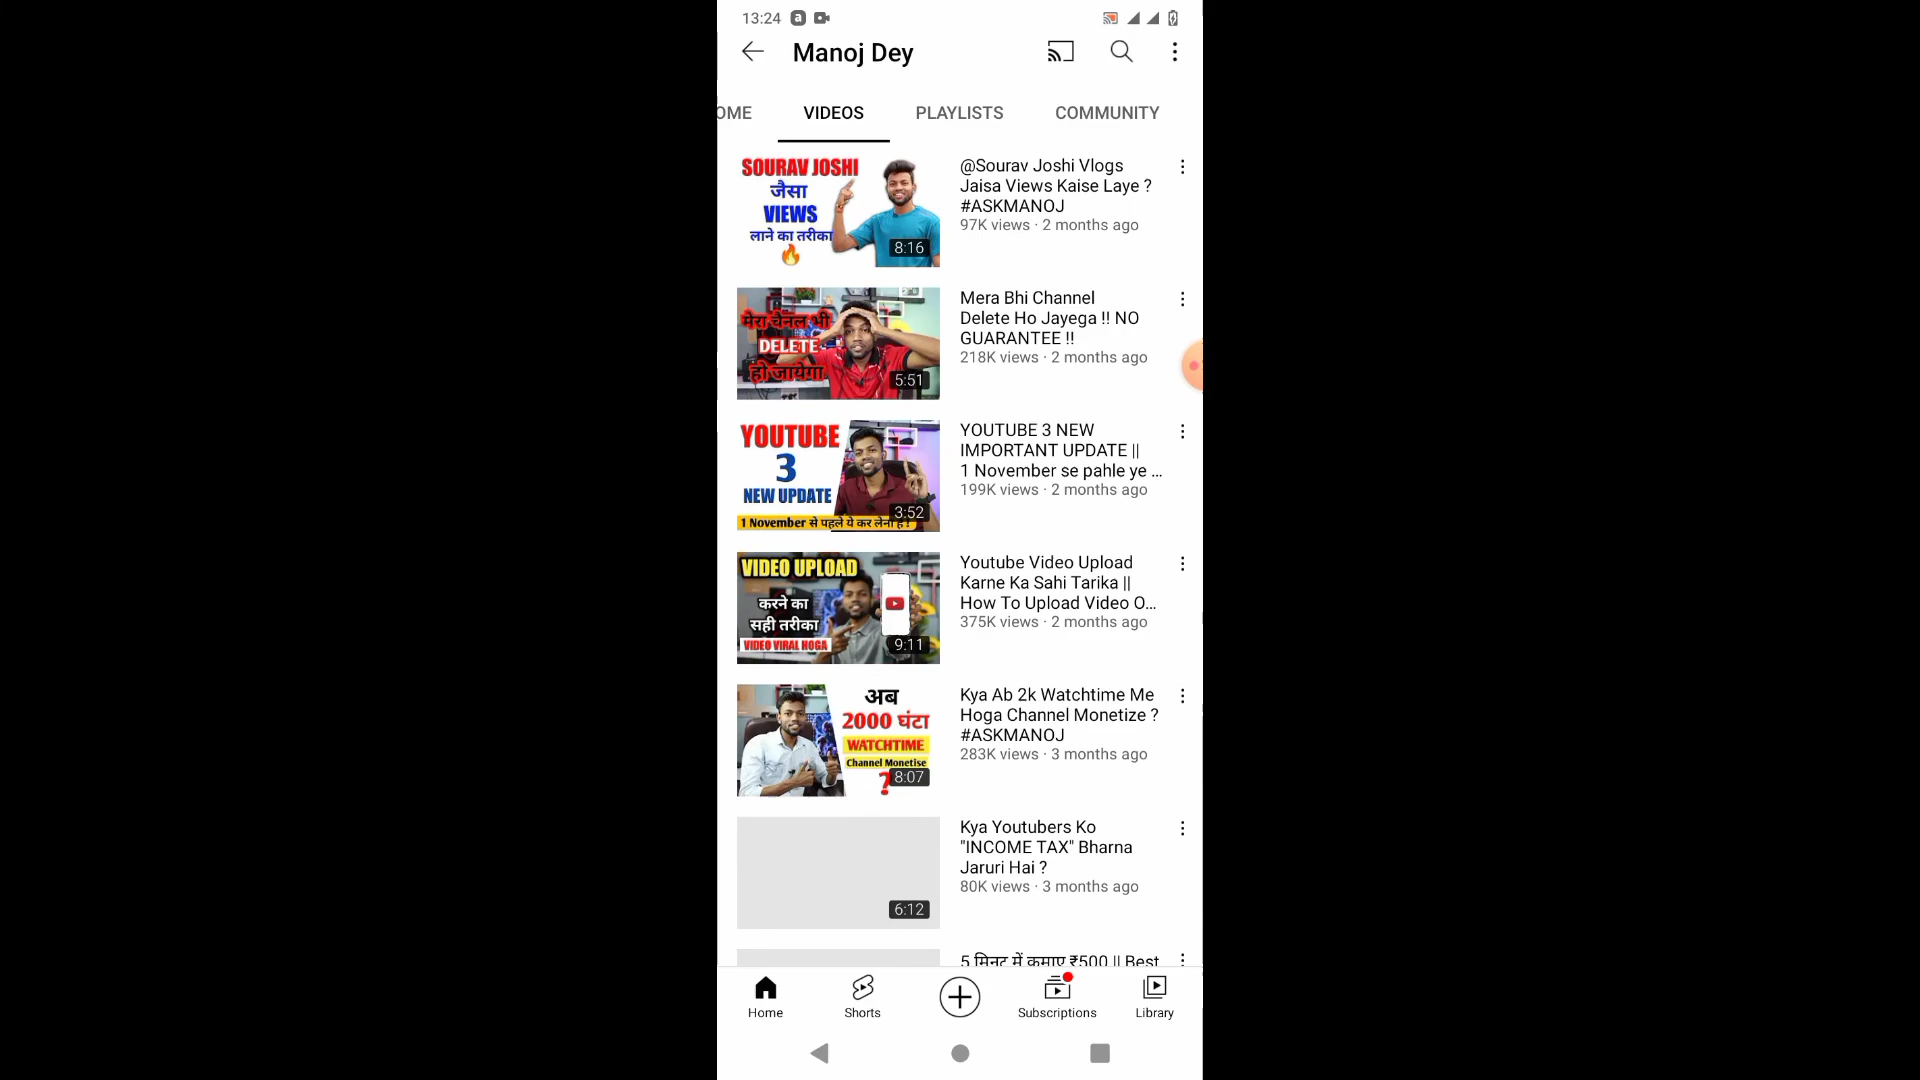 13:24
Manoj Dey
OME
VIDEOS
PLAYLISTS
COMMUNITY
SOURAV JOSHI
जैसा
VIEWS
लाने का तरीका
8:16
@Sourav Joshi Vlogs
Jaisa Views Kaise Laye ?
#ASKMANOJ
97K views · 2 months ago
मेरा चैनल भी
DELETE
हो जायेगा
5:51
Mera Bhi Channel
Delete Ho Jayega !! NO
GUARANTEE !!
218K views · 2 months ago
YOUTUBE
3
NEW UPDATE
1 November से पहले ये कर लेना है !
3:52
YOUTUBE 3 NEW
IMPORTANT UPDATE ||
1 November se pahle ye ...
199K views · 2 months ago
VIDEO UPLOAD
करने का
सही तरीका
VIDEO VIRAL HOGA
9:11
Youtube Video Upload
Karne Ka Sahi Tarika ||
How To Upload Video O...
375K views · 2 months ago
अब
2000 घंटा
WATCHTIME
Channel Monetise
?
8:07
Kya Ab 2k Watchtime Me
Hoga Channel Monetize ?
#ASKMANOJ
283K views · 3 months ago
6:12
Kya Youtubers Ko
"INCOME TAX" Bharna
Jaruri Hai ?
80K views · 3 months ago
5 मिनट में कमाए ₹500 || Best
Home
Shorts
Subscriptions
Library